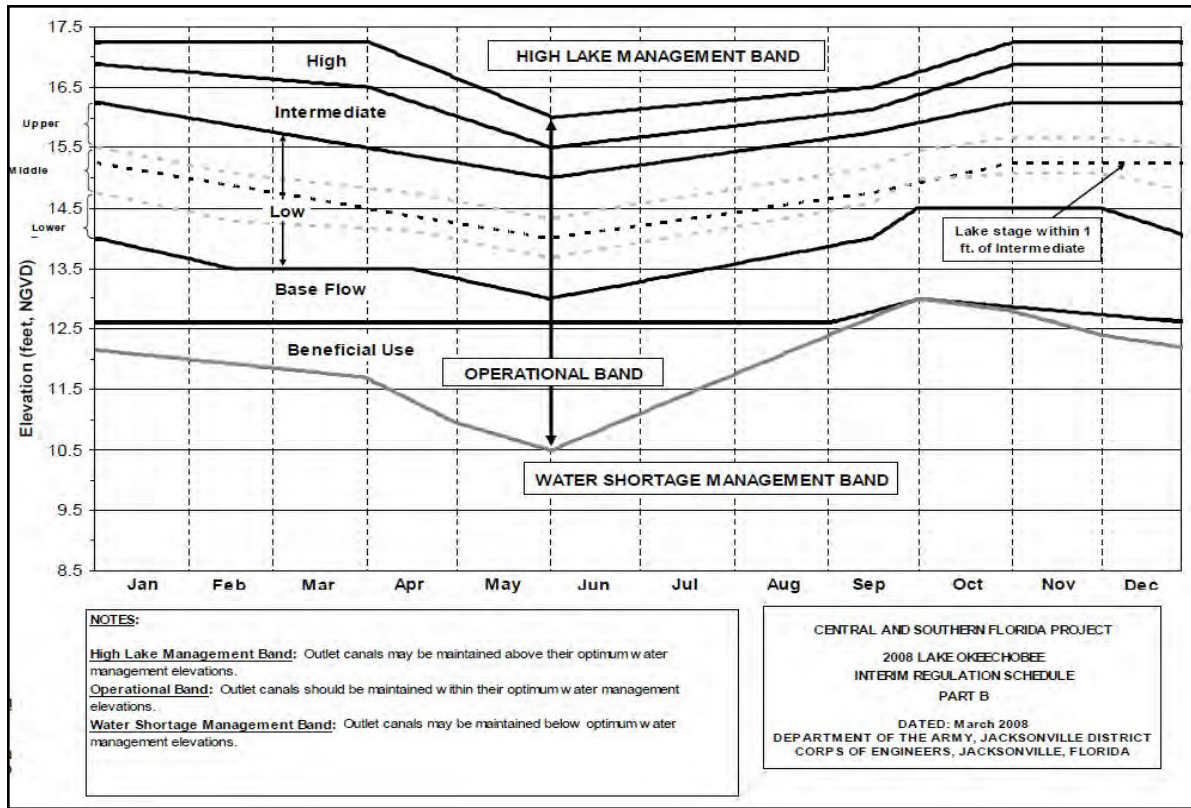 17.5
16.5
15.5
14.5
13.5
12.5
11.5
10.5
9.5
8.5
Elevation (feet, NGVD)
Upper
Middle
Lower
HIGH LAKE MANAGEMENT BAND
High
Intermediate
Low
Lake stage within 1
ft. of Intermediate
Base Flow
Beneficial Use
OPERATIONAL BAND
WATER SHORTAGE MANAGEMENT BAND
Jan Feb Mar Apr May Jun Jul Aug Sep Oct Nov Dec
NOTES:
High Lake Management Band: Outlet canals may be maintained above their optimum water
management elevations.
Operational Band: Outlet canals should be maintained within their optimum water management
elevations.
Water Shortage Management Band: Outlet canals may be maintained below optimum water
management elevations.
CENTRAL AND SOUTHERN FLORIDA PROJECT
2008 LAKE OKEECHOBEE
INTERIM REGULATION SCHEDULE
PART B
DATED: March 2008
DEPARTMENT OF THE ARMY, JACKSONVILLE DISTRICT
CORPS OF ENGINEERS, JACKSONVILLE, FLORIDA